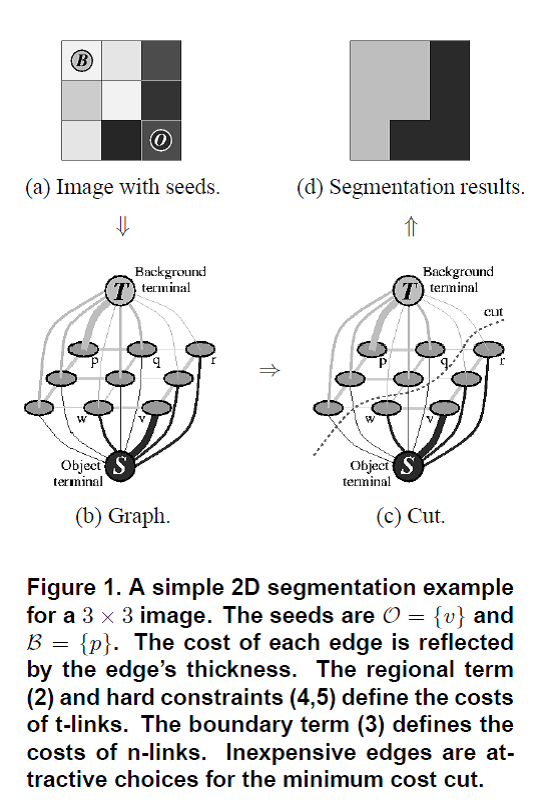 B
O
(a) Image with seeds.
(d) Segmentation results.
⇓
⇑
Background
terminal
T
p
q
r
w
v
Object
terminal
S
(b) Graph.
⇒
Background
terminal
T
cut
p
q
r
w
v
Object
terminal
S
(c) Cut.
Figure 1. A simple 2D segmentation example
for a 3 × 3 image. The seeds are O = {v} and
B = {p}. The cost of each edge is reflected
by the edge's thickness. The regional term
(2) and hard constraints (4,5) define the costs
of t-links. The boundary term (3) defines the
costs of n-links. Inexpensive edges are at-
tractive choices for the minimum cost cut.